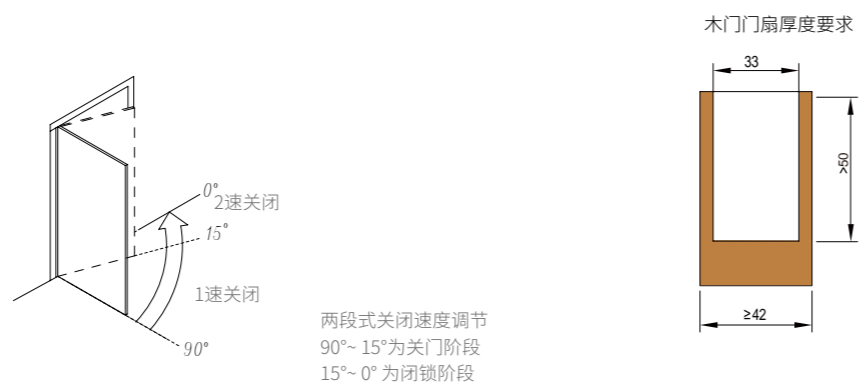 木门门扇厚度要求
33
>50
≥42
0°
2速关闭
15°
1速关闭
90°
两段式关闭速度调节
90°~ 15°为关门阶段
15°~ 0° 为闭锁阶段